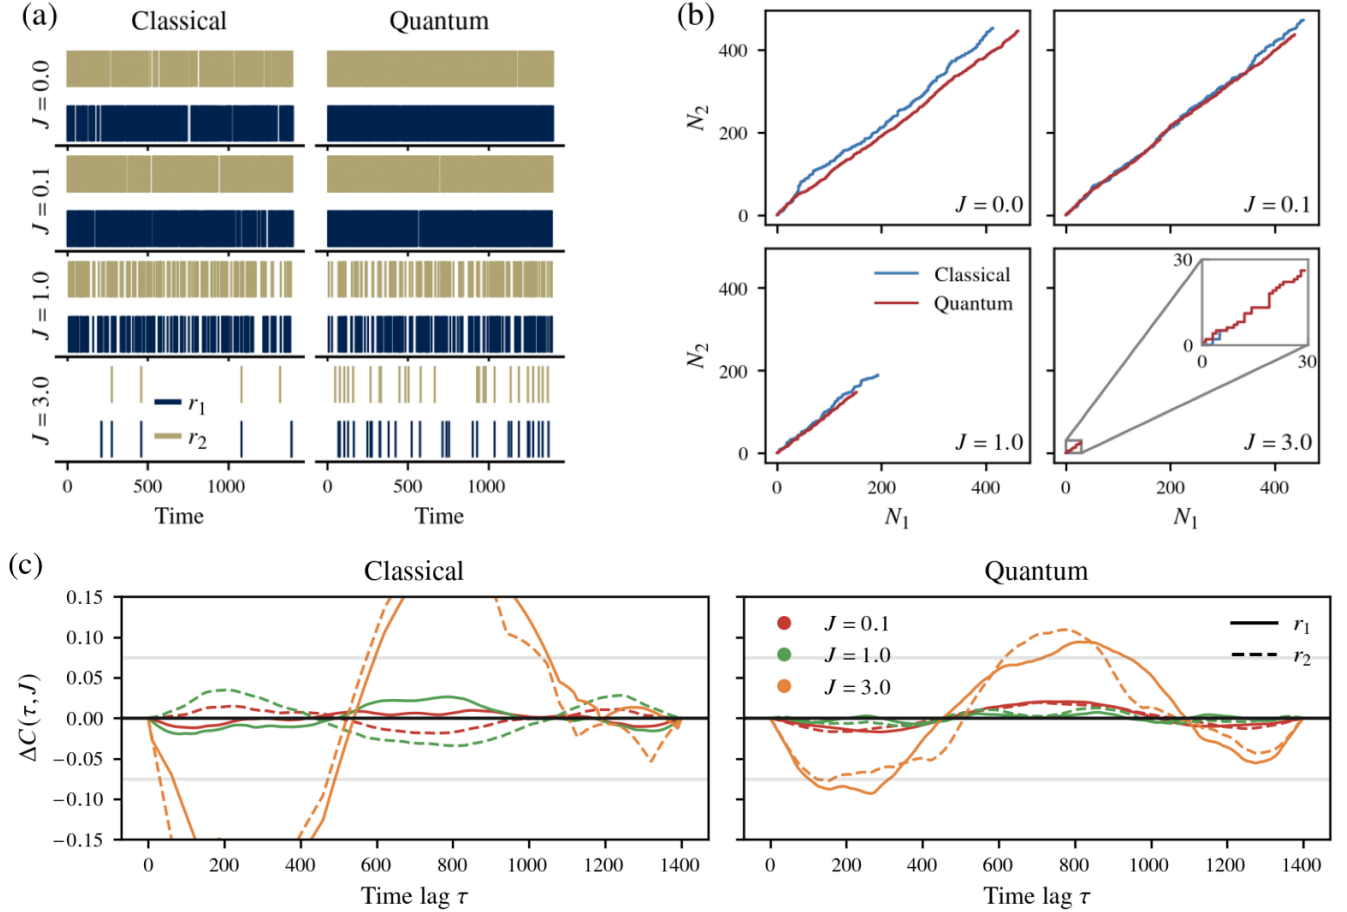 (a)
Classical
Quantum
J = 0.0
J = 0.1
J = 1.0
J = 3.0
r₁
r₂
0
500
1000
0
500
1000
Time
Time
(b)
400
200
0
N₂
J = 0.0
J = 0.1
400
200
0
N₂
Classical
Quantum
J = 1.0
30
0
0
30
J = 3.0
0
200
400
0
200
400
N₁
N₁
(c)
Classical
Quantum
0.15
0.10
0.05
0.00
−0.05
−0.10
−0.15
ΔC(τ, J)
J = 0.1
J = 1.0
J = 3.0
r₁
r₂
0
200
400
600
800
1000
1200
1400
0
200
400
600
800
1000
1200
1400
Time lag τ
Time lag τ